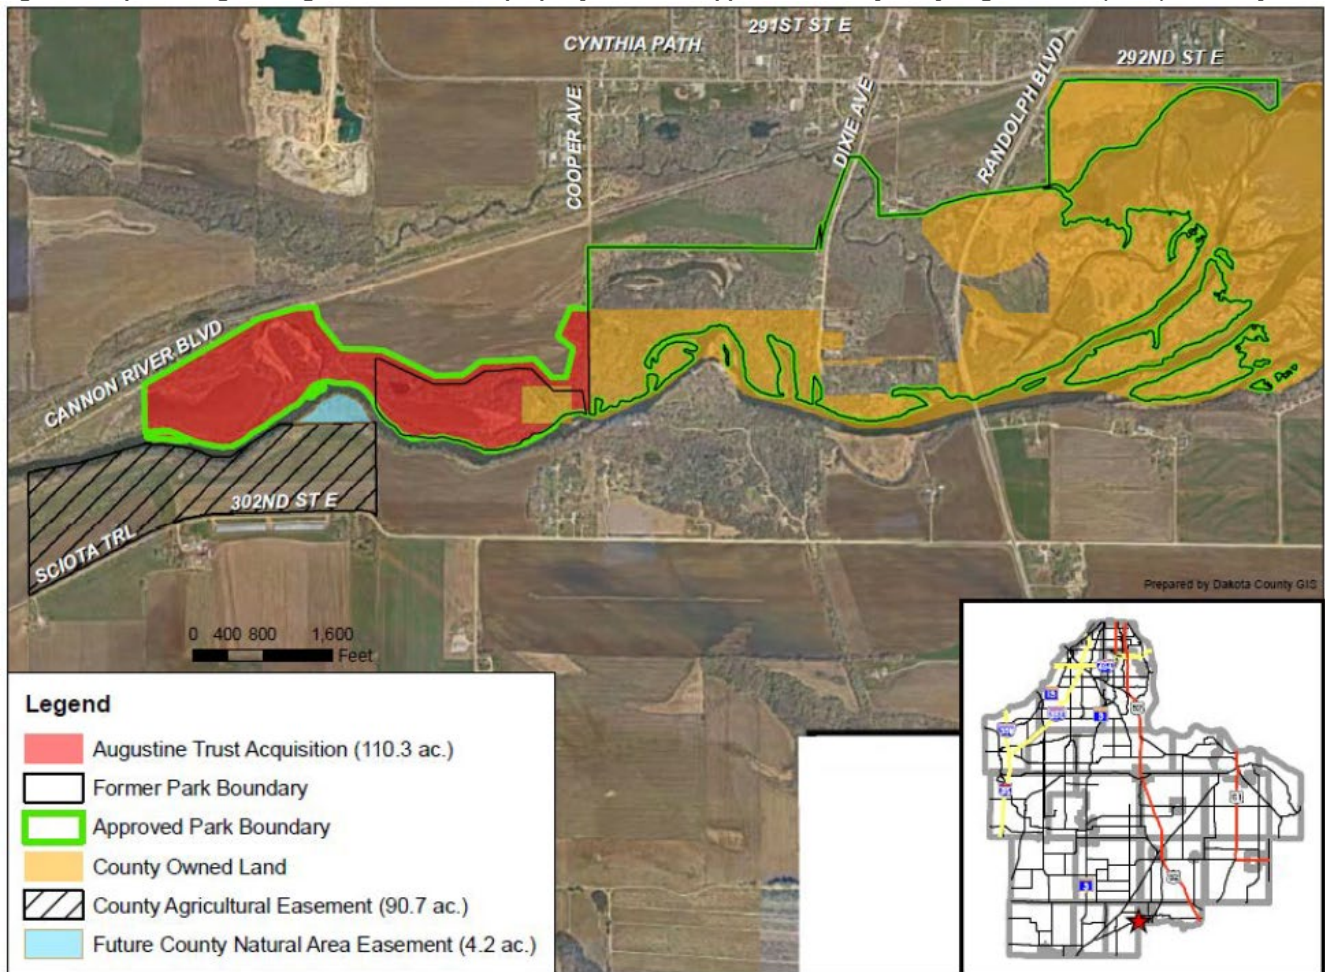 291ST ST E
CYNTHIA PATH
292ND ST E
RANDOLPH BLVD
DIXIE AVE
COOPER AVE
CANNON RIVER BLVD
302ND ST E
SCIOTA TRL
Prepared by Dakota County GIS
0 400 800 1,600
Feet
Legend
Augustine Trust Acquisition (110.3 ac.)
Former Park Boundary
Approved Park Boundary
County Owned Land
County Agricultural Easement (90.7 ac.)
Future County Natural Area Easement (4.2 ac.)